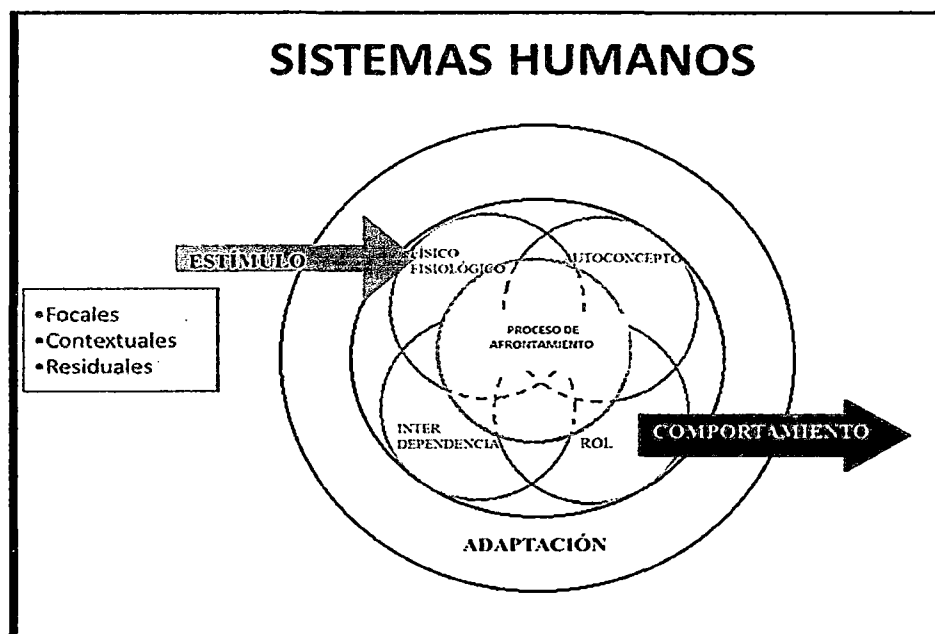 SISTEMAS HUMANOS
ESTÍMULO
•Focales
•Contextuales
•Residuales
FÍSICO
FISIOLÓGICO
AUTOCONCEPTO
PROCESO DE
AFRONTAMIENTO
INTER
DEPENDENCIA
ROL
COMPORTAMIENTO
ADAPTACIÓN